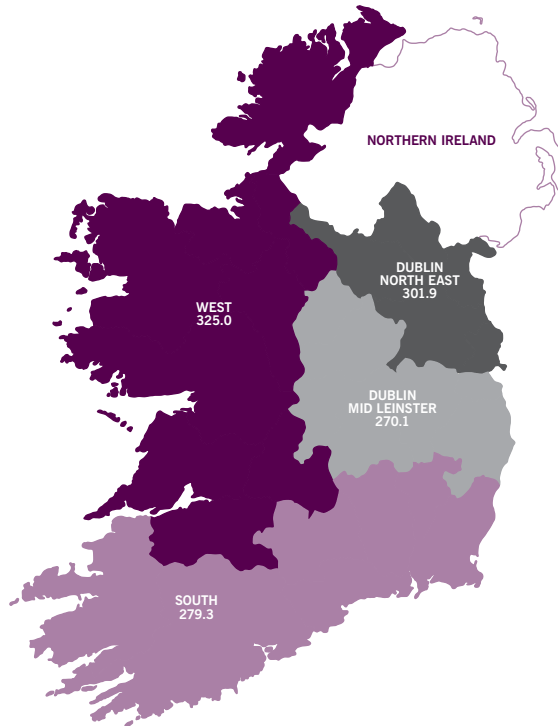 NORTHERN IRELAND
DUBLIN
NORTH EAST
301.9
WEST
325.0
DUBLIN
MID LEINSTER
270.1
SOUTH
279.3